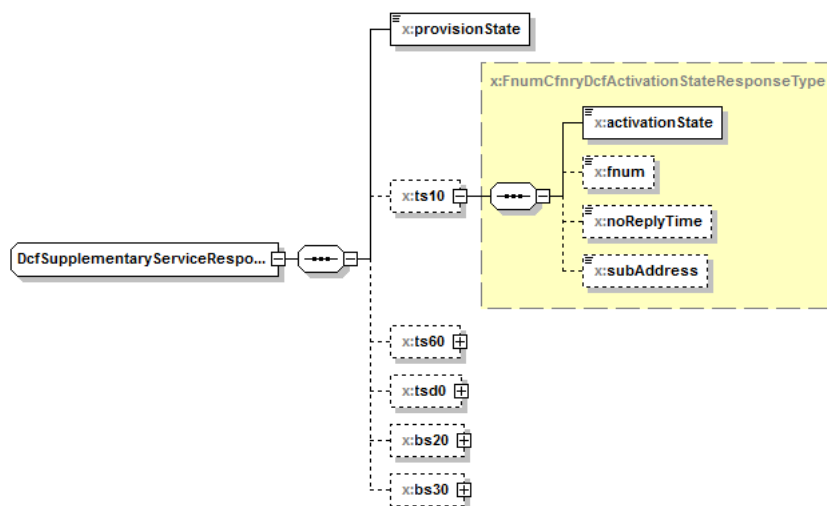 x:provisionState
x:FnumCfnryDcfActivationStateResponseType
x:activationState
x:fnum
x:ts10
x:noReplyTime
DcfSupplementaryServiceRespo...
x:subAddress
x:ts60
x:tsd0
x:bs20
x:bs30